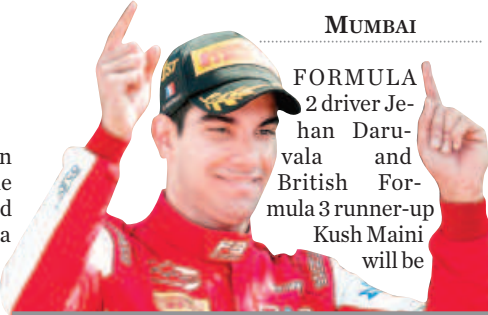 MUMBAI
FORMULA
2 driver Je-
han Daru-
vala and
British For-
mula 3 runner-up
Kush Maini
will be
n
e
d
a